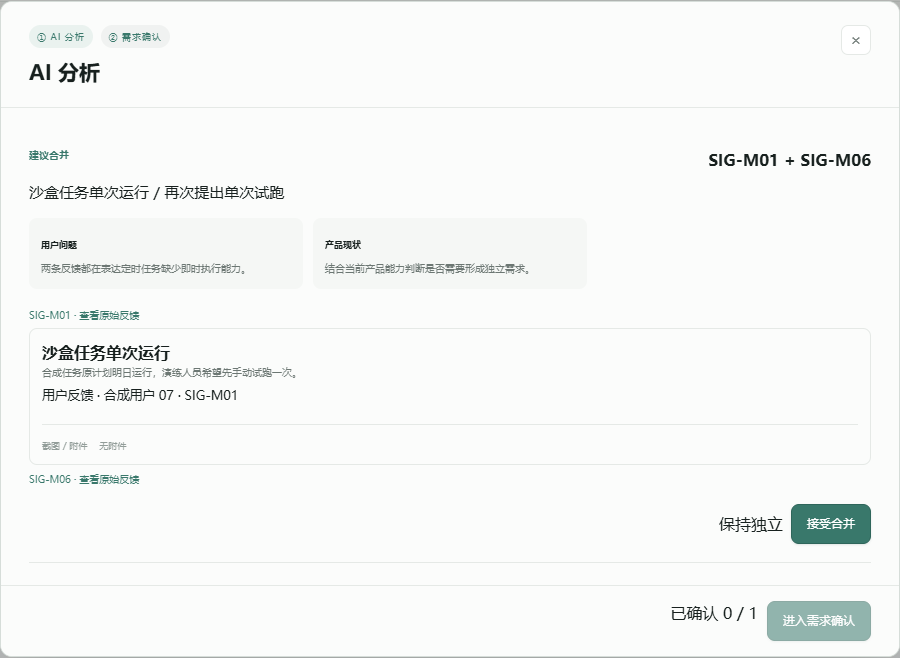 ① AI 分析 ② 需求确认
×
AI 分析
建议合并
SIG-M01 + SIG-M06
沙盒任务单次运行 / 再次提出单次试跑
用户问题
两条反馈都在表达定时任务缺少即时执行能力。
产品现状
结合当前产品能力判断是否需要形成独立需求。
SIG-M01 · 查看原始反馈
沙盒任务单次运行
合成任务原计划明日运行，演练人员希望先手动试跑一次。
用户反馈 · 合成用户 07 · SIG-M01
截图 / 附件 无附件
SIG-M06 · 查看原始反馈
保持独立 接受合并
已确认 0 / 1 进入需求确认